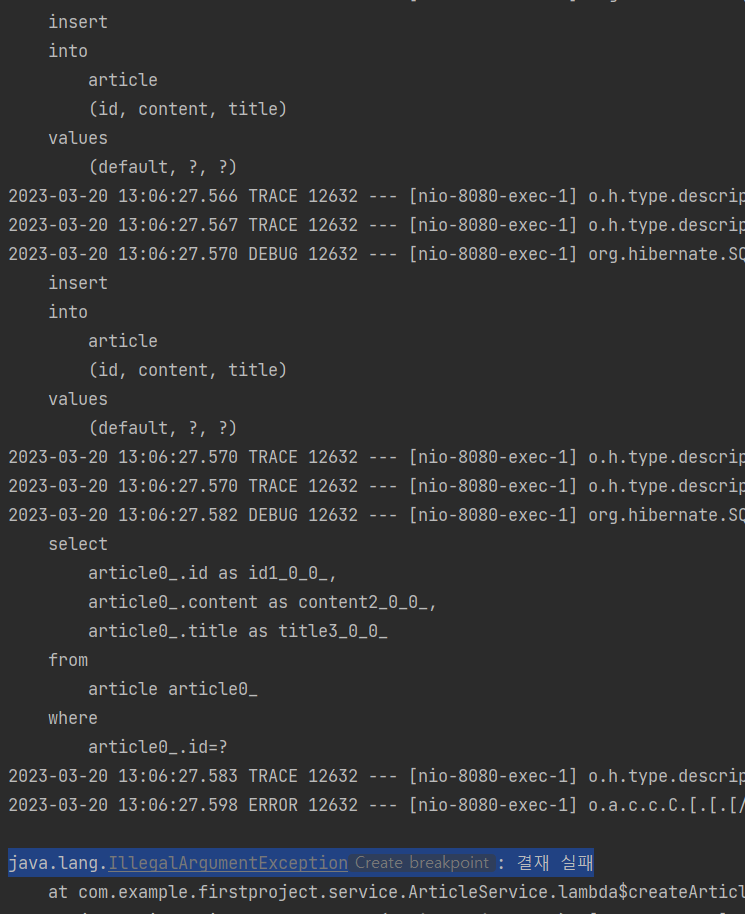 insert
into
article
(id, content, title)
values
(default, ?, ?)
2023-03-20 13:06:27.566 TRACE 12632 --- [nio-8080-exec-1] o.h.type.descrip
2023-03-20 13:06:27.567 TRACE 12632 --- [nio-8080-exec-1] o.h.type.descrip
2023-03-20 13:06:27.570 DEBUG 12632 --- [nio-8080-exec-1] org.hibernate.SQ
insert
into
article
(id, content, title)
values
(default, ?, ?)
2023-03-20 13:06:27.570 TRACE 12632 --- [nio-8080-exec-1] o.h.type.descrip
2023-03-20 13:06:27.570 TRACE 12632 --- [nio-8080-exec-1] o.h.type.descrip
2023-03-20 13:06:27.582 DEBUG 12632 --- [nio-8080-exec-1] org.hibernate.SQ
select
article0_.id as id1_0_0_,
article0_.content as content2_0_0_,
article0_.title as title3_0_0_
from
article article0_
where
article0_.id=?
2023-03-20 13:06:27.583 TRACE 12632 --- [nio-8080-exec-1] o.h.type.descrip
2023-03-20 13:06:27.598 ERROR 12632 --- [nio-8080-exec-1] o.a.c.c.C.[.[.[/
java.lang.IllegalArgumentException Create breakpoint : 결재 실패
at com.example.firstproject.service.ArticleService.lambda$createArticl